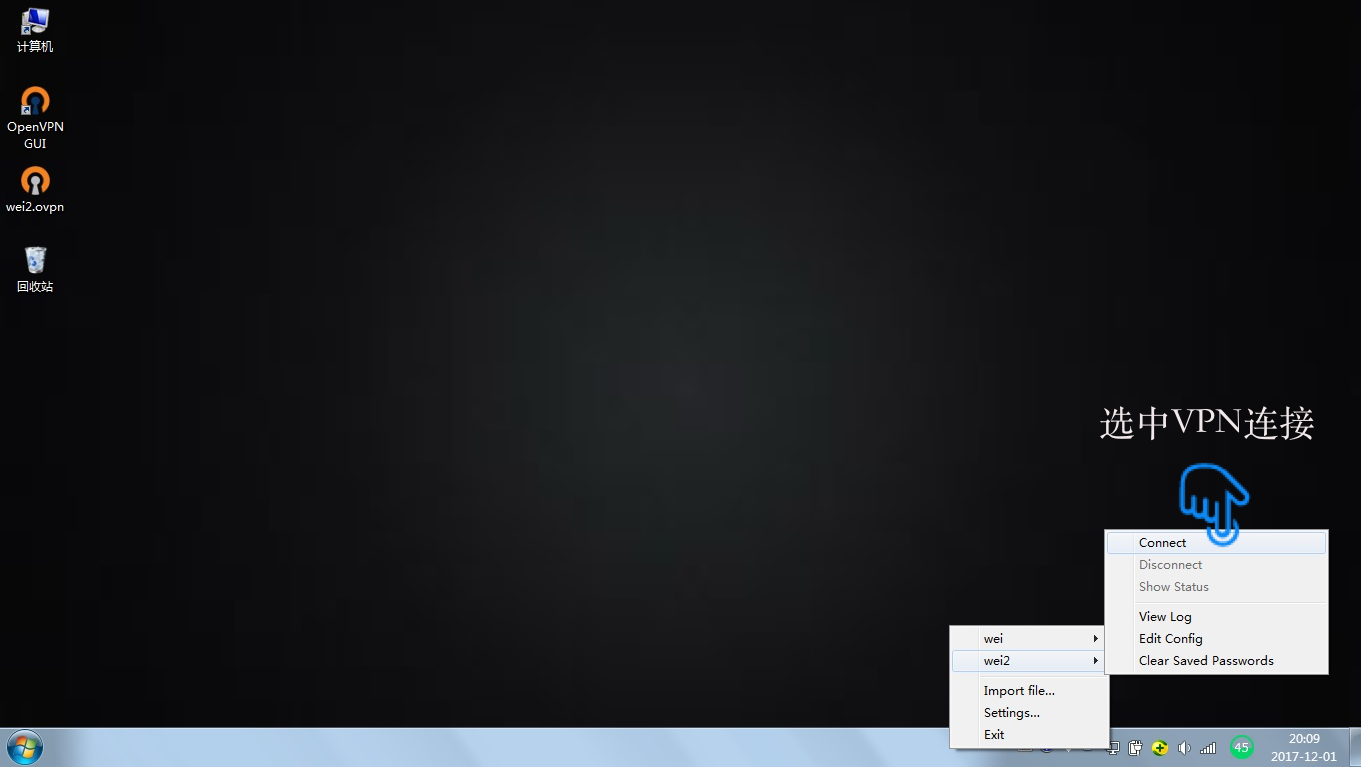 计算机
OpenVPN
GUI
wei2.ovpn
回收站
选中VPN连接
Connect
Disconnect
Show Status
View Log
Edit Config
Clear Saved Passwords
wei
wei2
Import file...
Settings...
Exit
45
20:09
2017-12-01